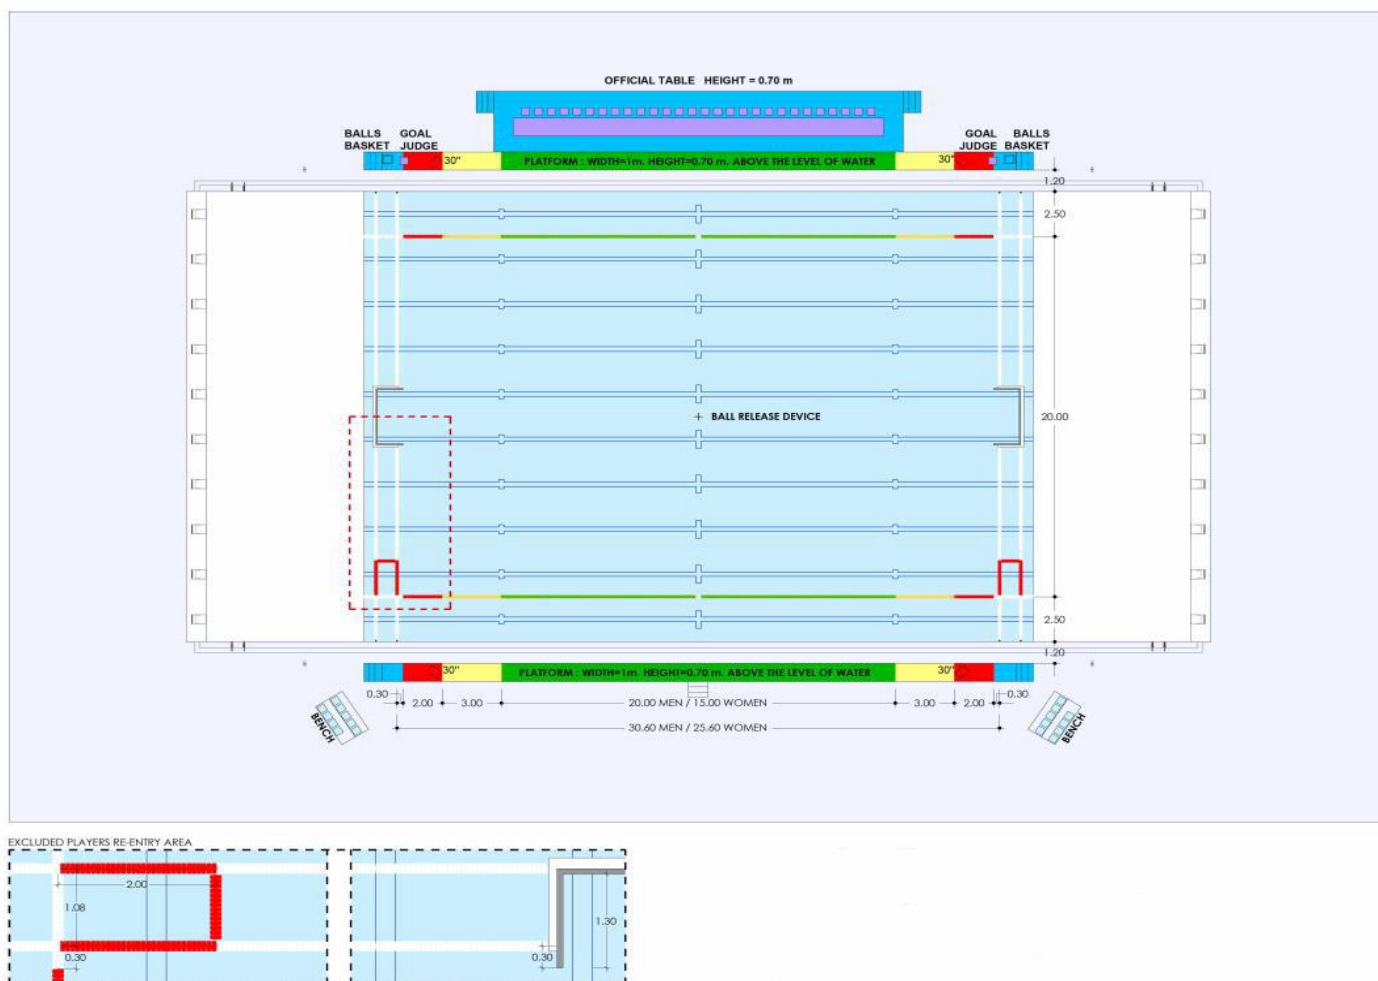 OFFICIAL TABLE HEIGHT = 0.70 m
BALLS BASKET
GOAL JUDGE
GOAL JUDGE
BALLS BASKET
30"
PLATFORM : WIDTH=1m. HEIGHT=0.70 m. ABOVE THE LEVEL OF WATER
30"
1.20
2.50
BALL RELEASE DEVICE
20.00
2.50
1.20
30"
PLATFORM : WIDTH=1m. HEIGHT=0.70 m. ABOVE THE LEVEL OF WATER
30"
0.30
2.00
3.00
20.00 MEN / 15.00 WOMEN
3.00
2.00
0.30
BENCH
30.60 MEN / 25.60 WOMEN
BENCH
EXCLUDED PLAYERS RE-ENTRY AREA
2.00
1.08
0.30
1.30
0.30